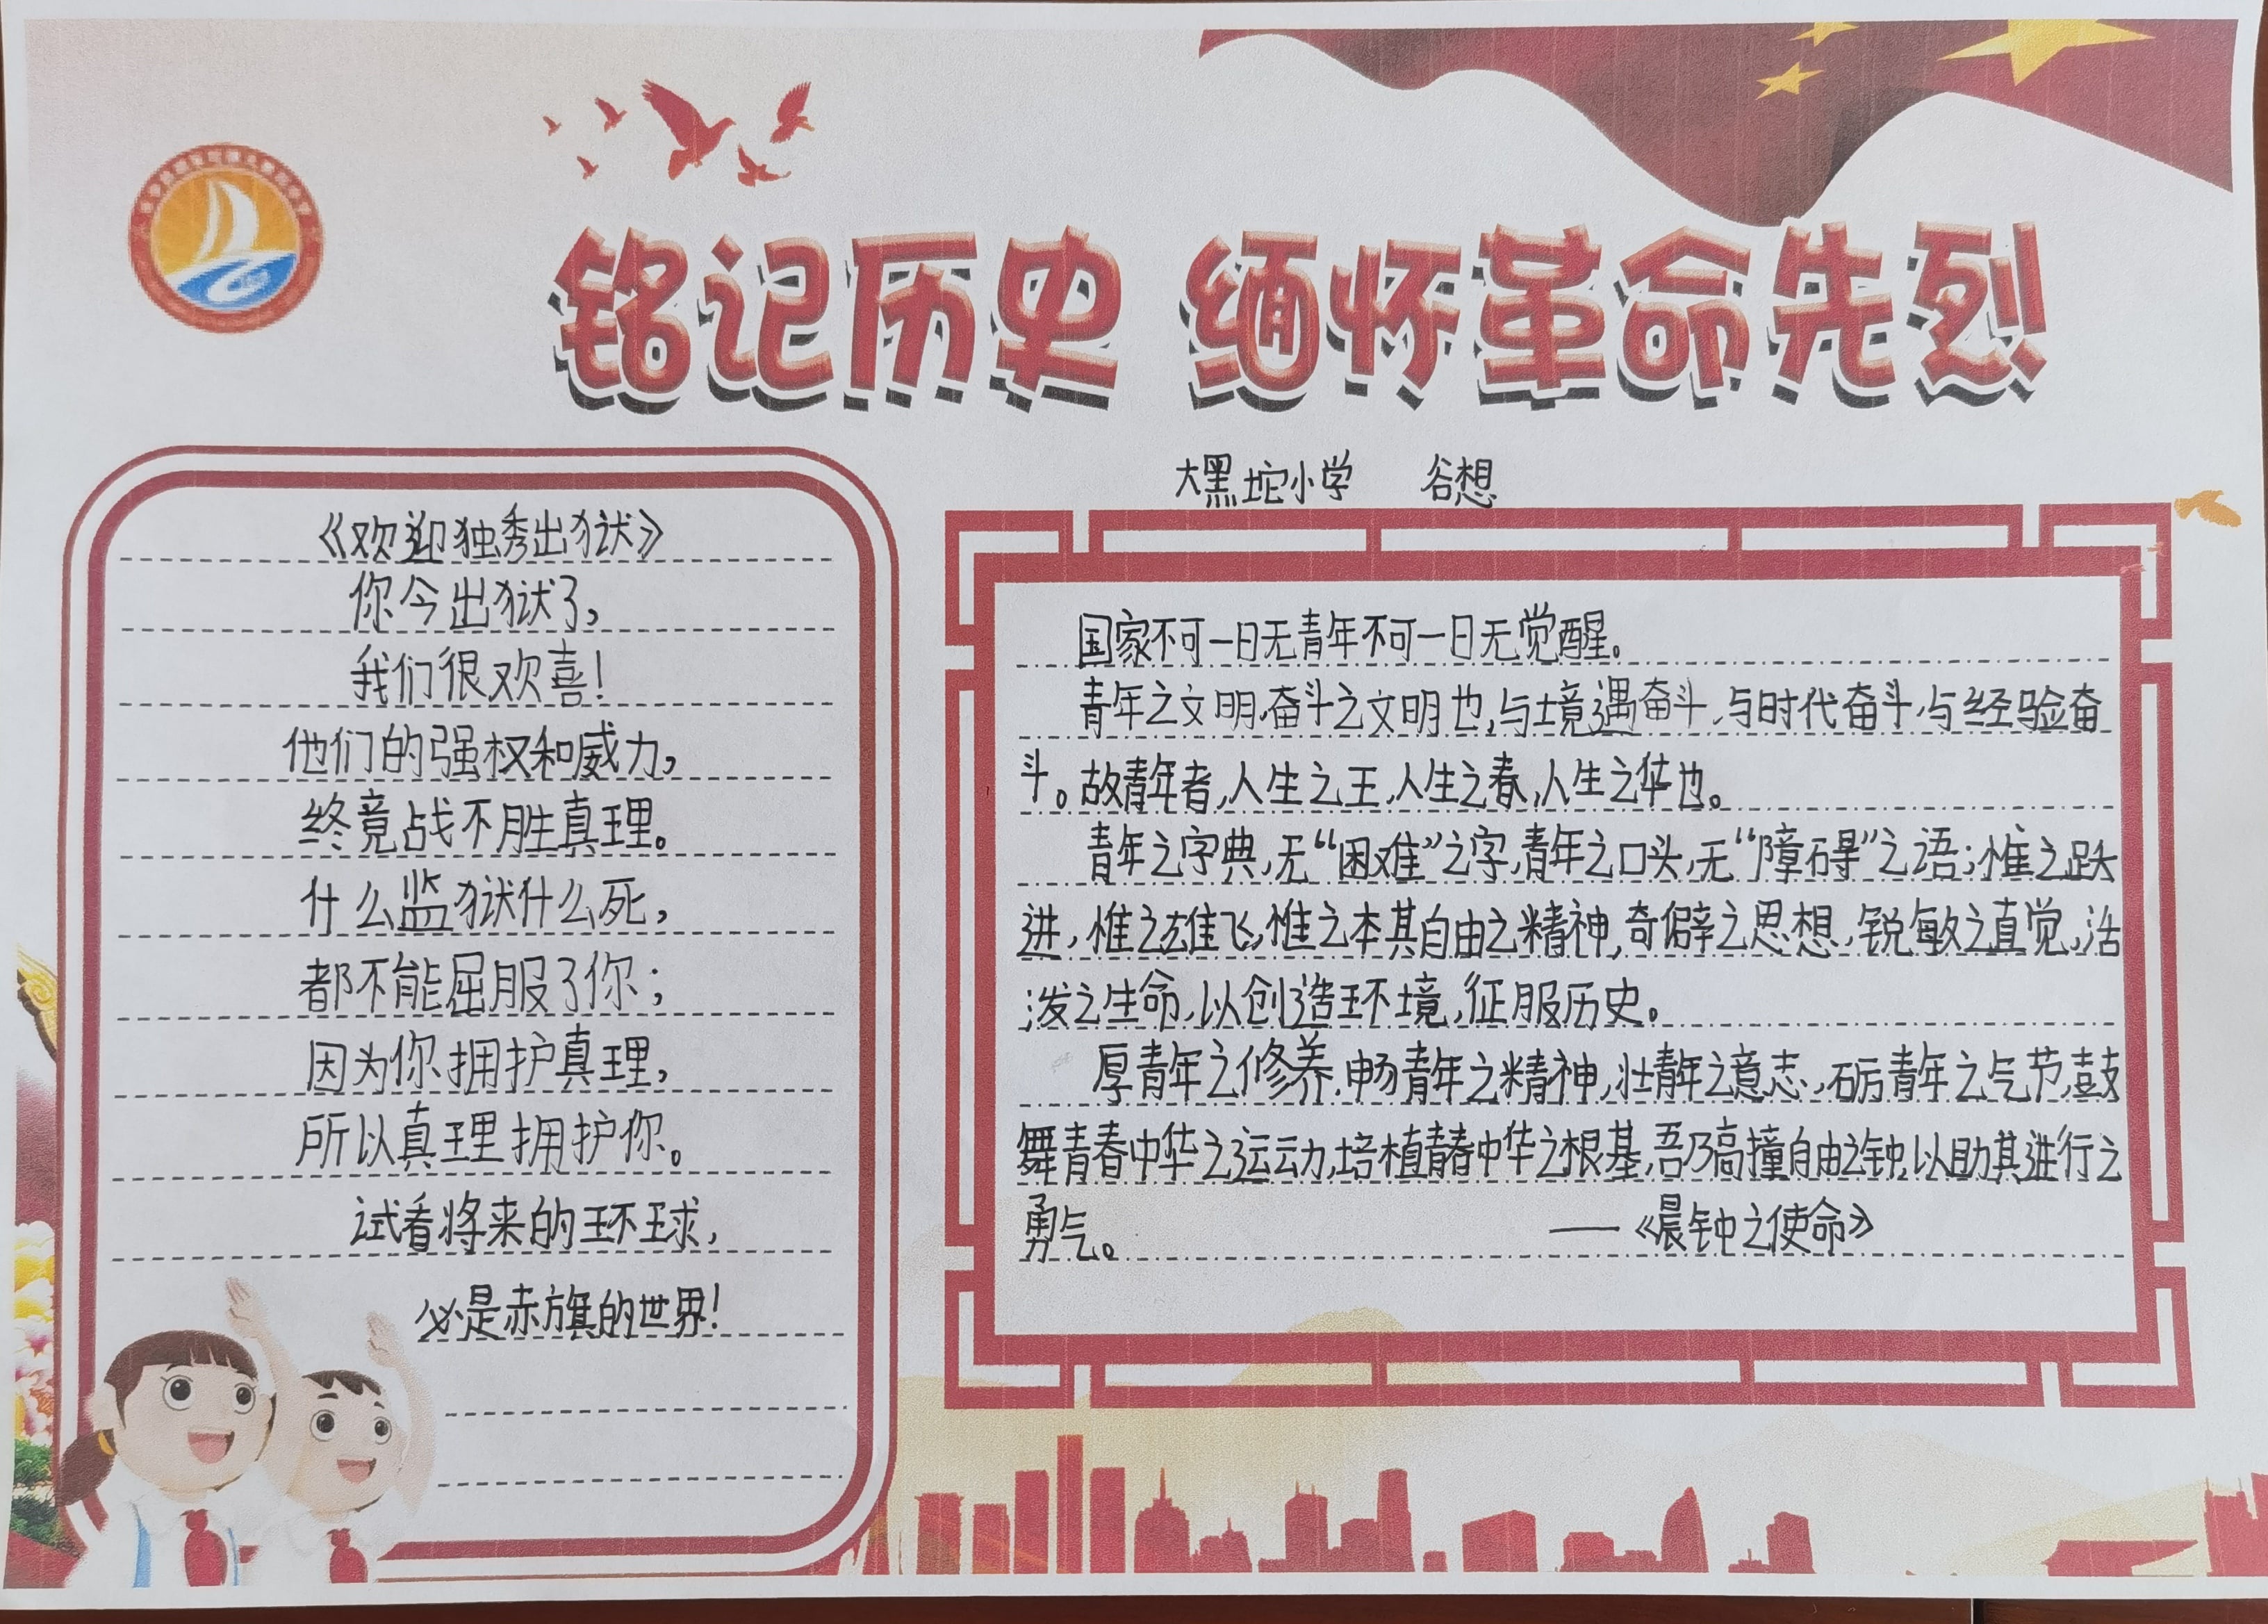 铭记历史 缅怀革命先烈
大黑坨小学 谷想
《欢迎独秀出狱》
你今出狱了,
我们很欢喜!
他们的强权和威力,
终竟战不胜真理。
什么监狱什么死,
都不能屈服了你;
因为你拥护真理,
所以真理拥护你。
试看将来的环球,
必是赤旗的世界!
国家不可一日无青年不可一日无觉醒。
青年之文明,奋斗之文明也,与境遇奋斗,与时代奋斗,与经验奋
斗。故青年者,人生之王,人生之春,人生之华也。
青年之字典,无“困难”之字,青年之口头,无“障碍”之语;惟之跃
进,惟之雄飞,惟之本其自由之精神,奇僻之思想,锐敏之直觉,活
泼之生命,以创造环境,征服历史。
厚青年之修养,畅青年之精神,壮青年之意志,砺青年之气节,鼓
舞青春中华之运动,培植青春中华之根基,吾乃高撞自由之钟,以助其进行之
勇气。 ——《晨钟之使命》